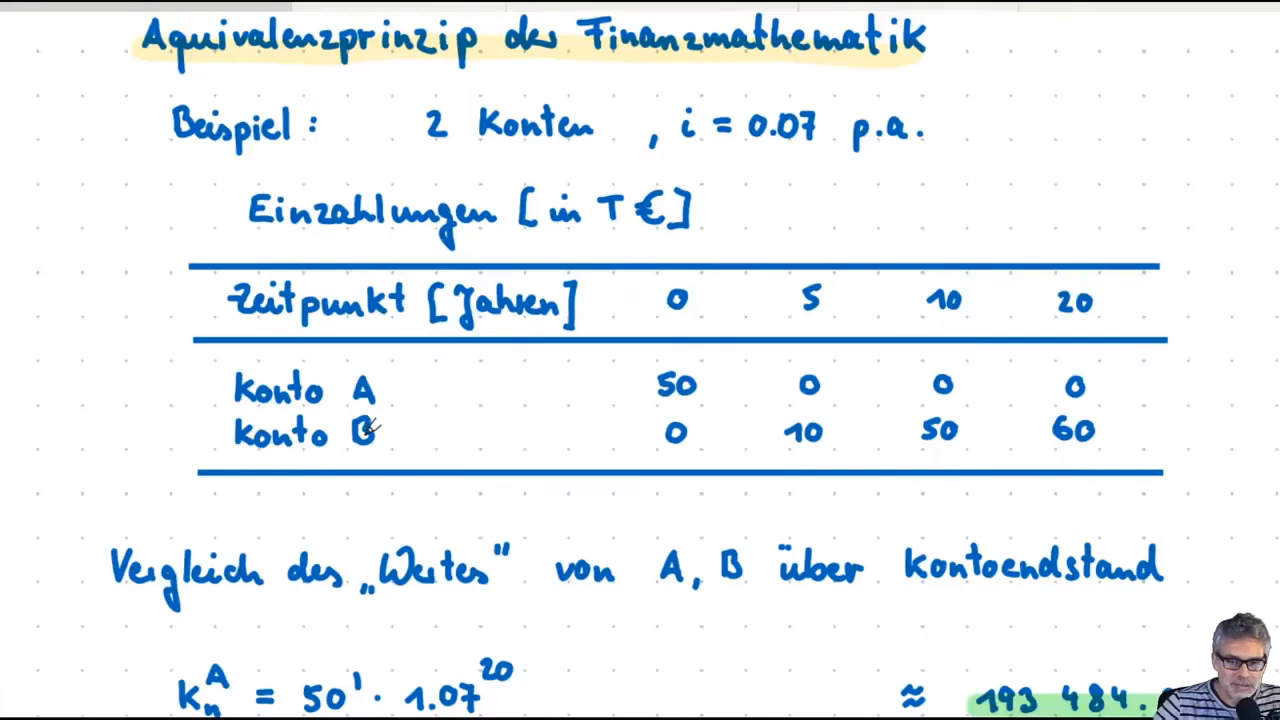 Äquivalenzprinzip der Finanzmathematik
Beispiel: 2 Konten , i = 0.07 p.a.
Einzahlungen [in T€]
Zeitpunkt [Jahren] 0 5 10 20
Konto A 50 0 0 0
Konto B 0 10 50 60
Vergleich des „Wertes" von A, B über Kontoendstand
K_n^A = 50' · 1.07^20 ≈ 193 484.